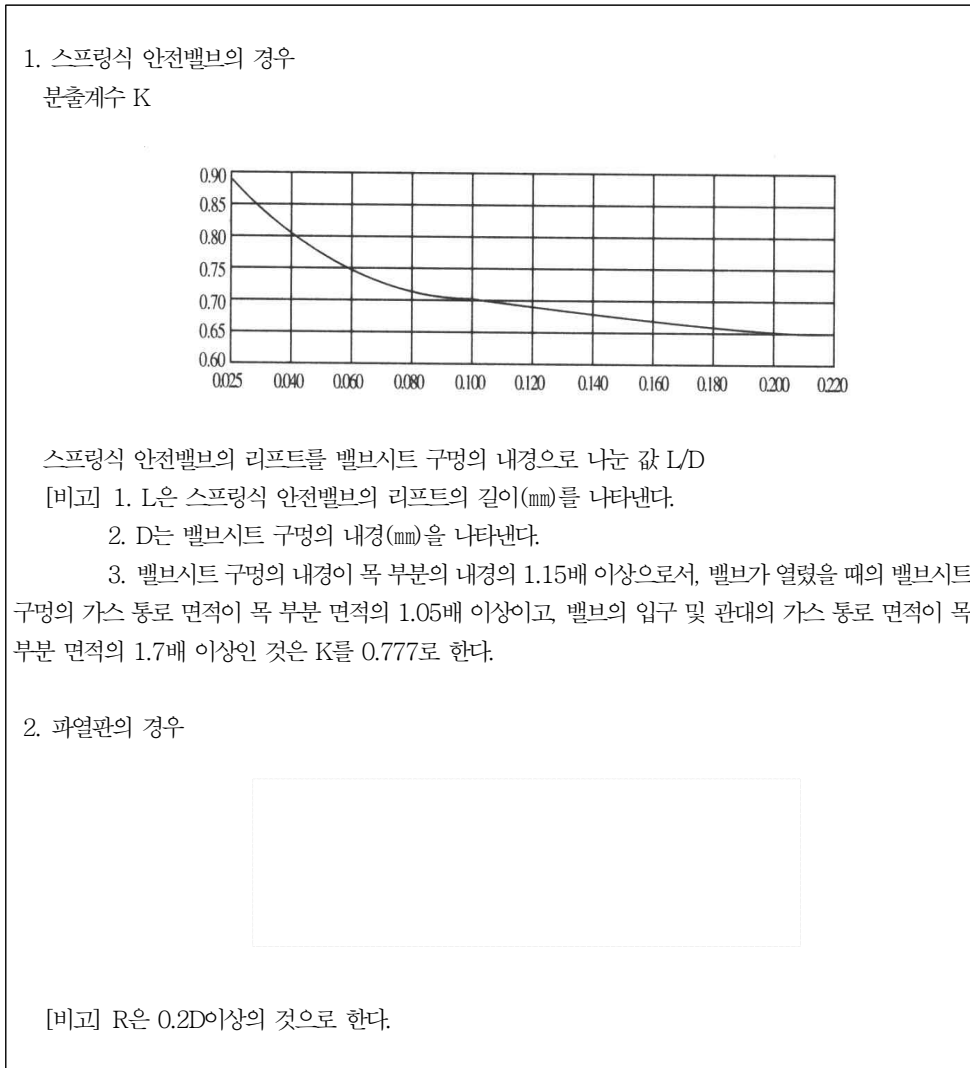 1. 스프링식 안전밸브의 경우
분출계수 K
0.90
0.85
0.80
0.75
0.70
0.65
0.60
0.025 0.040 0.060 0.080 0.100 0.120 0.140 0.160 0.180 0.200 0.220
스프링식 안전밸브의 리프트를 밸브시트 구멍의 내경으로 나눈 값 L/D
[비고] 1. L은 스프링식 안전밸브의 리프트의 길이(㎜)를 나타낸다.
2. D는 밸브시트 구멍의 내경(㎜)을 나타낸다.
3. 밸브시트 구멍의 내경이 목 부분의 내경의 1.15배 이상으로서, 밸브가 열렸을 때의 밸브시트
구멍의 가스 통로 면적이 목 부분 면적의 1.05배 이상이고, 밸브의 입구 및 관대의 가스 통로 면적이 목
부분 면적의 1.7배 이상인 것은 K를 0.777로 한다.
2. 파열판의 경우
[비고] R은 0.2D이상의 것으로 한다.